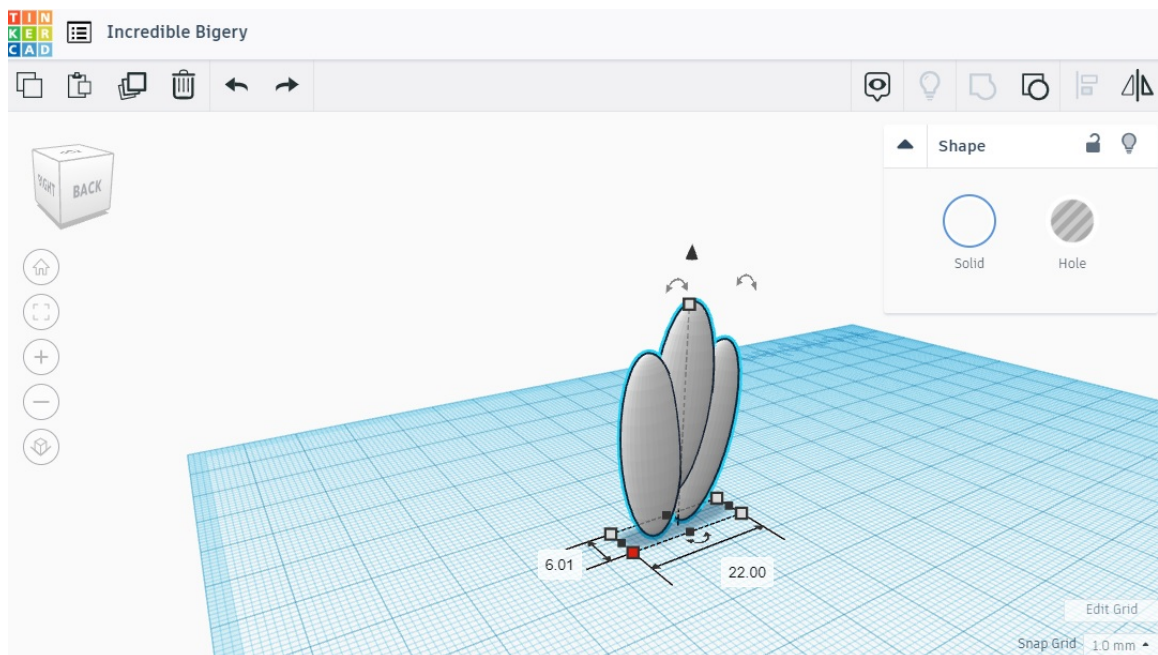 TIN
KER
CAD
Incredible Bigery
Shape
RIGHT
BACK
Solid
Hole
6.01
22.00
Edit Grid
Snap Grid 1.0 mm